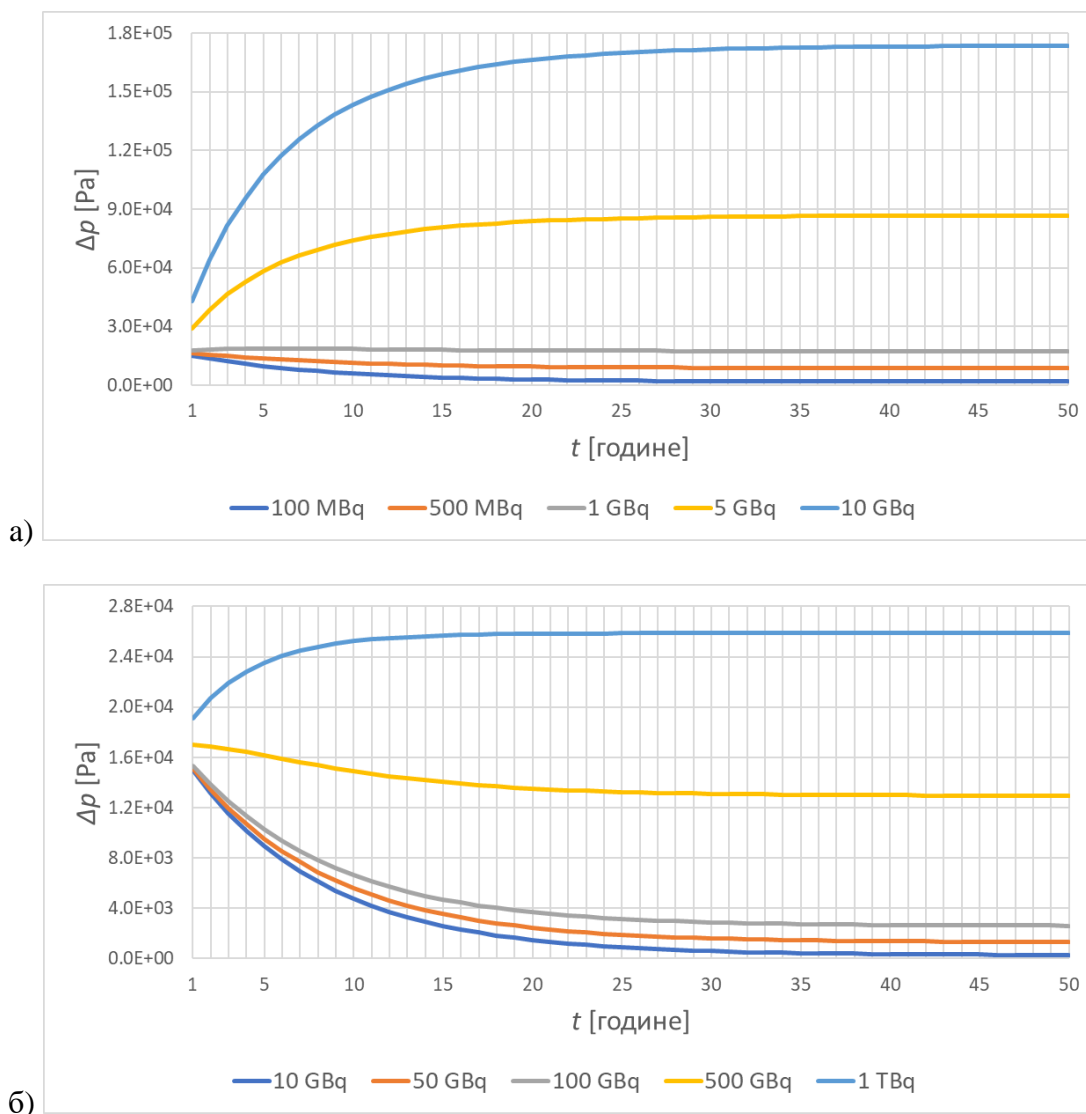 1.8E+05
1.5E+05
1.2E+05
9.0E+04
6.0E+04
3.0E+04
0.0E+00
Δp [Pa]
1 5 10 15 20 25 30 35 40 45 50
t [године]
100 MBq 500 MBq 1 GBq 5 GBq 10 GBq
а)
2.8E+04
2.4E+04
2.0E+04
1.6E+04
1.2E+04
8.0E+03
4.0E+03
0.0E+00
Δp [Pa]
1 5 10 15 20 25 30 35 40 45 50
t [године]
10 GBq 50 GBq 100 GBq 500 GBq 1 TBq
б)